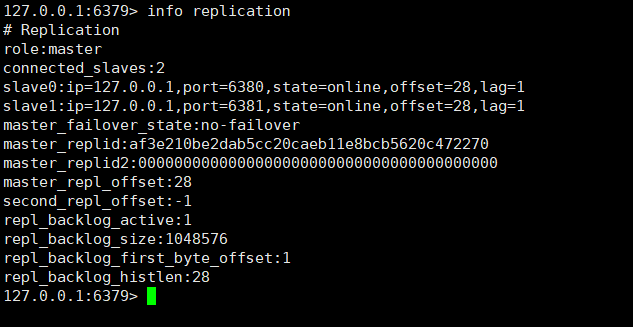 127.0.0.1:6379> info replication
# Replication
role:master
connected_slaves:2
slave0:ip=127.0.0.1,port=6380,state=online,offset=28,lag=1
slave1:ip=127.0.0.1,port=6381,state=online,offset=28,lag=1
master_failover_state:no-failover
master_replid:af3e210be2dab5cc20caeb11e8bcb5620c472270
master_replid2:0000000000000000000000000000000000000000
master_repl_offset:28
second_repl_offset:-1
repl_backlog_active:1
repl_backlog_size:1048576
repl_backlog_first_byte_offset:1
repl_backlog_histlen:28
127.0.0.1:6379>